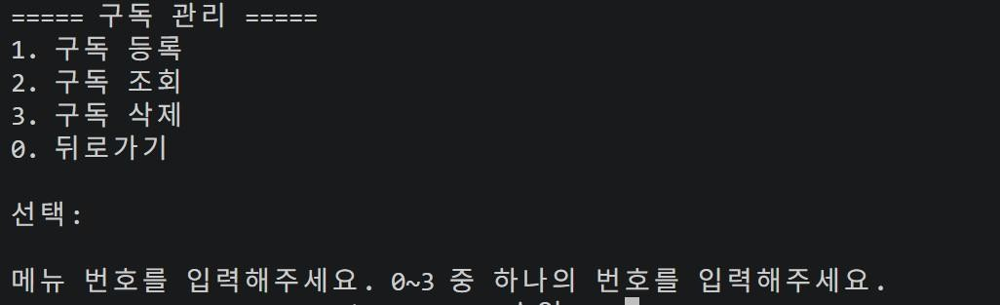 ===== 구독 관리 =====
1. 구독 등록
2. 구독 조회
3. 구독 삭제
0. 뒤로가기
선택:
메뉴 번호를 입력해주세요. 0~3 중 하나의 번호를 입력해주세요.